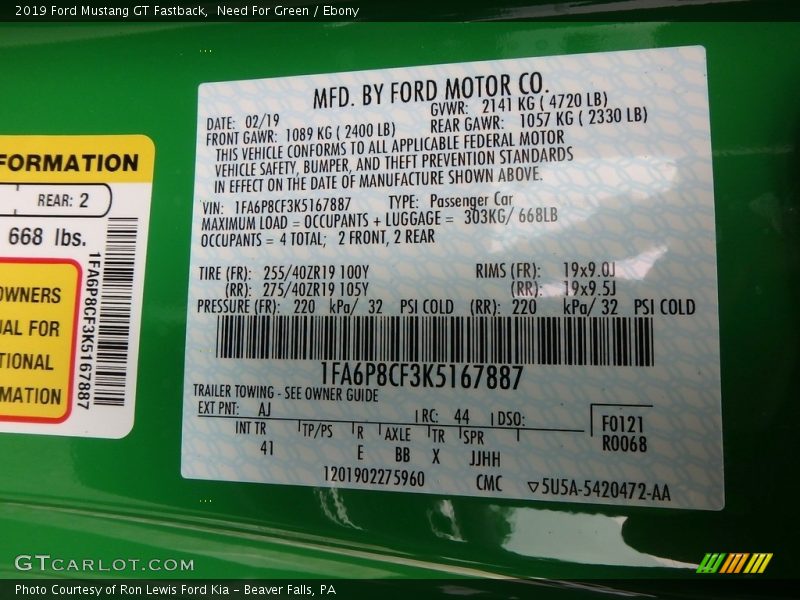 2019 Ford Mustang GT Fastback,  Need For Green / Ebony
MFD. BY FORD MOTOR CO.
DATE: 02/19
GVWR: 2141 KG ( 4720 LB)
FRONT GAWR: 1089 KG ( 2400 LB)
REAR GAWR: 1057 KG ( 2330 LB)
THIS VEHICLE CONFORMS TO ALL APPLICABLE FEDERAL MOTOR
VEHICLE SAFETY, BUMPER, AND THEFT PREVENTION STANDARDS
IN EFFECT ON THE DATE OF MANUFACTURE SHOWN ABOVE.
VIN: 1FA6P8CF3K5167887 TYPE: Passenger Car
MAXIMUM LOAD = OCCUPANTS + LUGGAGE = 303KG/ 668LB
OCCUPANTS = 4 TOTAL; 2 FRONT, 2 REAR
TIRE (FR): 255/40ZR19 100Y RIMS (FR): 19x9.0J
(RR): 275/40ZR19 105Y (RR): 19x9.5J
PRESSURE (FR): 220 kPa/ 32 PSI COLD (RR): 220 kPa/ 32 PSI COLD
1FA6P8CF3K5167887
TRAILER TOWING - SEE OWNER GUIDE
EXT PNT: AJ RC: 44 DSO:
F0121
R0068
INT TR TP/PS R AXLE TR SPR
41 E BB X JJHH
1201902275960 CMC ▽5U5A-5420472-AA
FORMATION
REAR: 2
668 lbs.
OWNERS
UAL FOR
TIONAL
MATION
1FA6P8CF3K5167887
GTCARLOT.COM
Photo Courtesy of Ron Lewis Ford Kia - Beaver Falls, PA